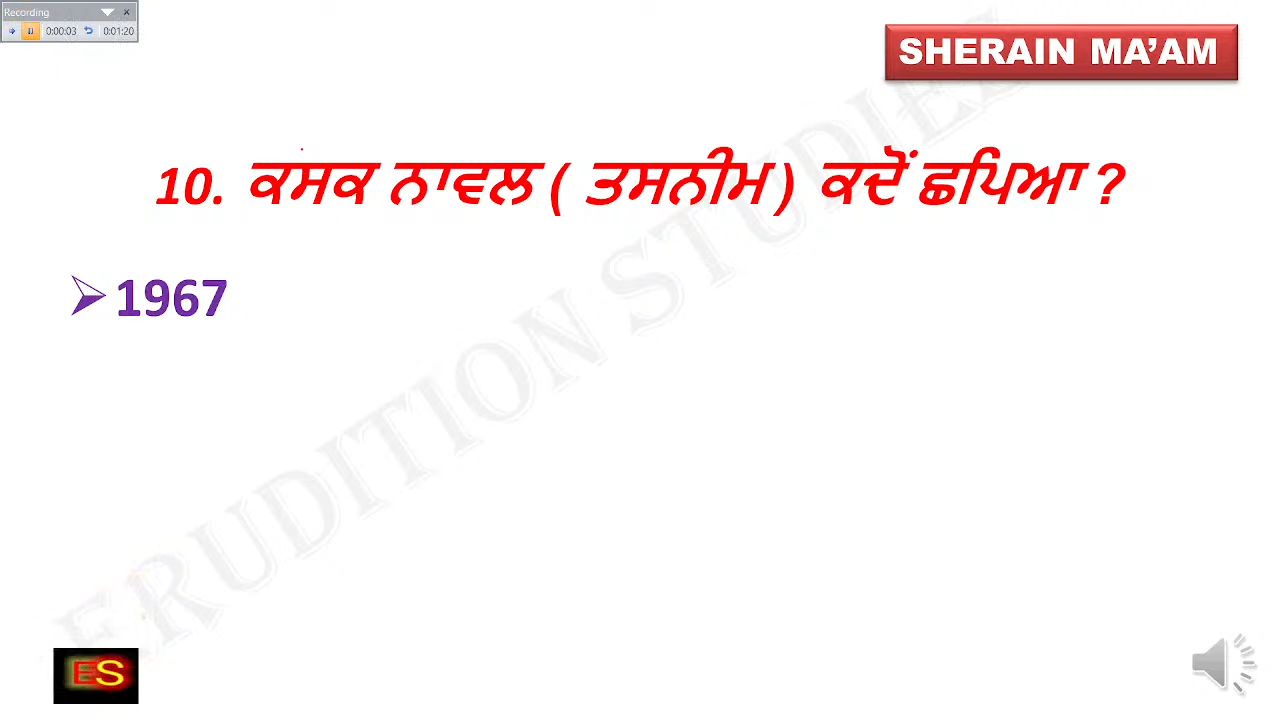 Recording
0:00:03 0:01:20
SHERAIN MA’AM
10. ਕਸਕ ਨਾਵਲ ( ਤਸਨੀਮ ) ਕਦੋਂ ਛਪਿਆ ?
➢ 1967
ERUDITION STUDIES
ES